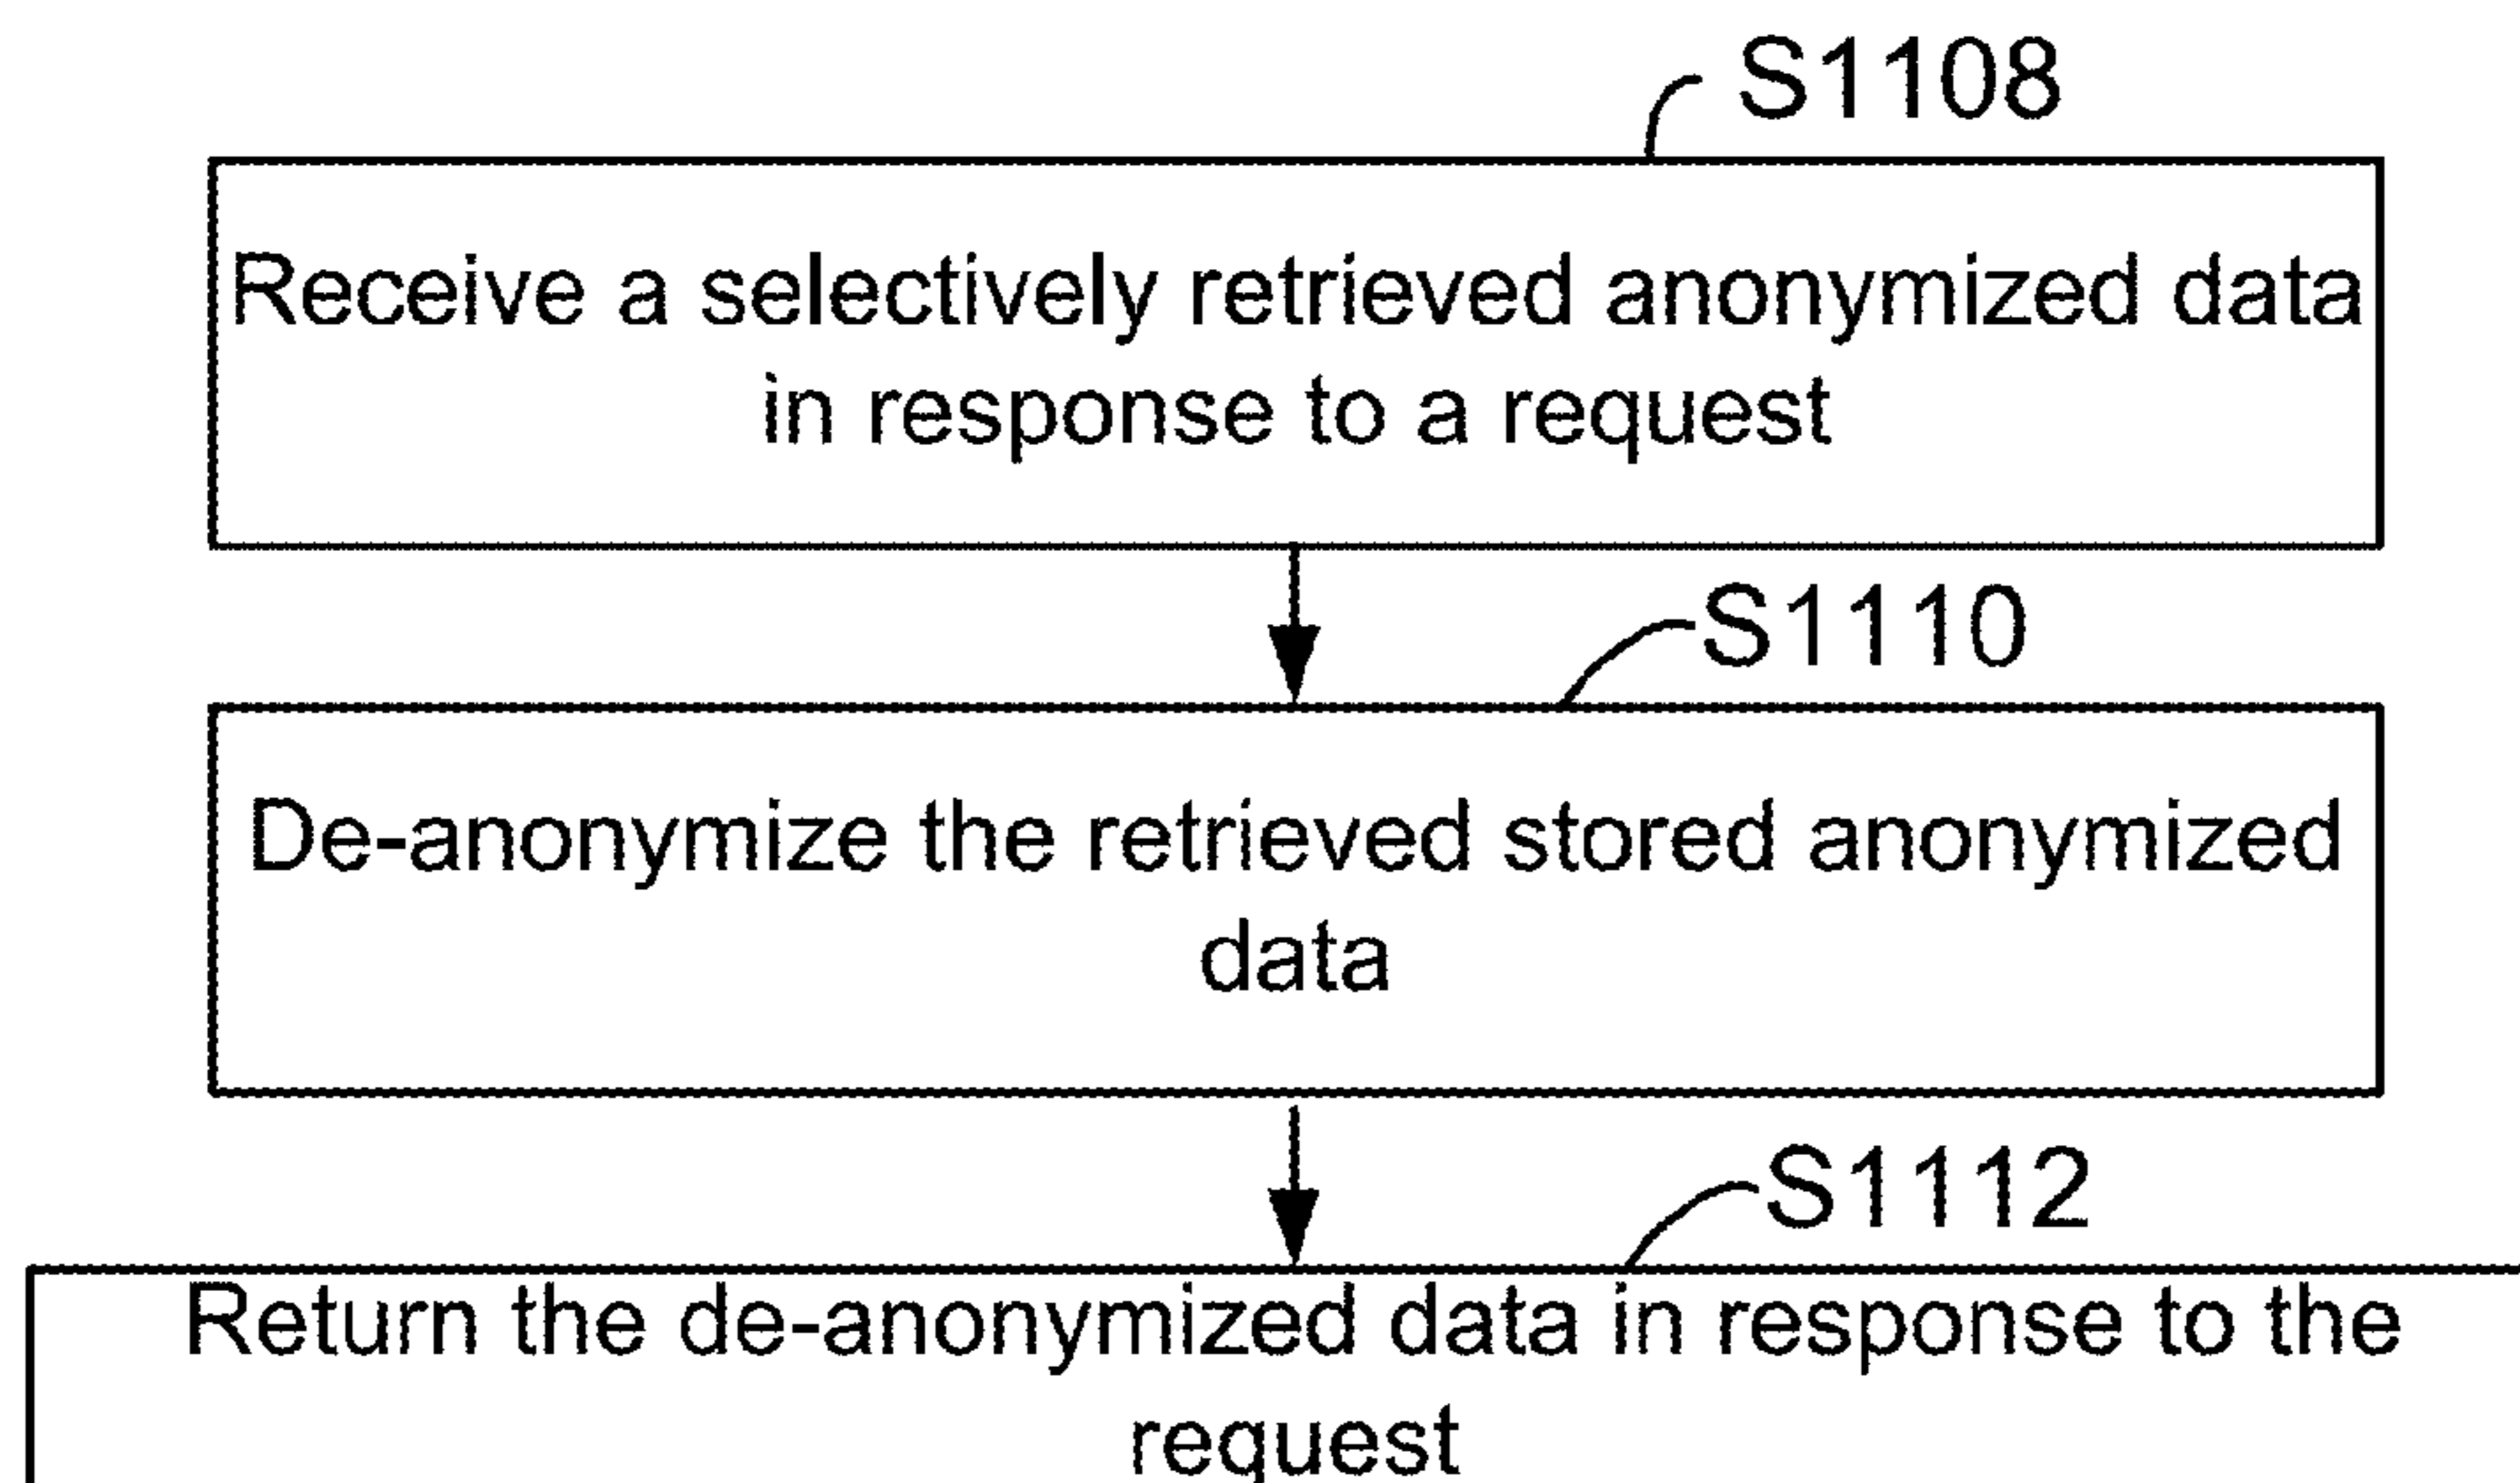 S1108
Receive a selectively retrieved anonymized data
in response to a request
S1110
De-anonymize the retrieved stored anonymized
data
S1112
Return the de-anonymized data in response to the
request